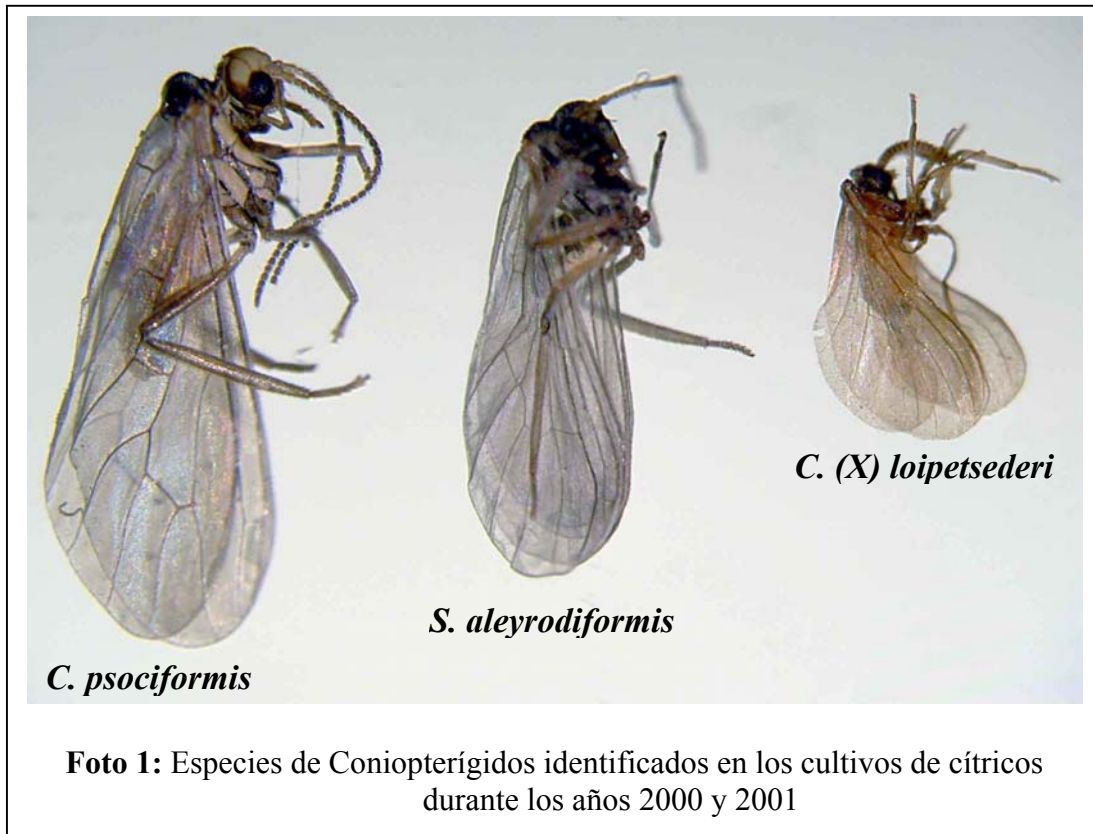 C. (X) loipetsederi
S. aleyrodiformis
C. psociformis
Foto 1: Especies de Coniopterígidos identificados en los cultivos de cítricos
durante los años 2000 y 2001